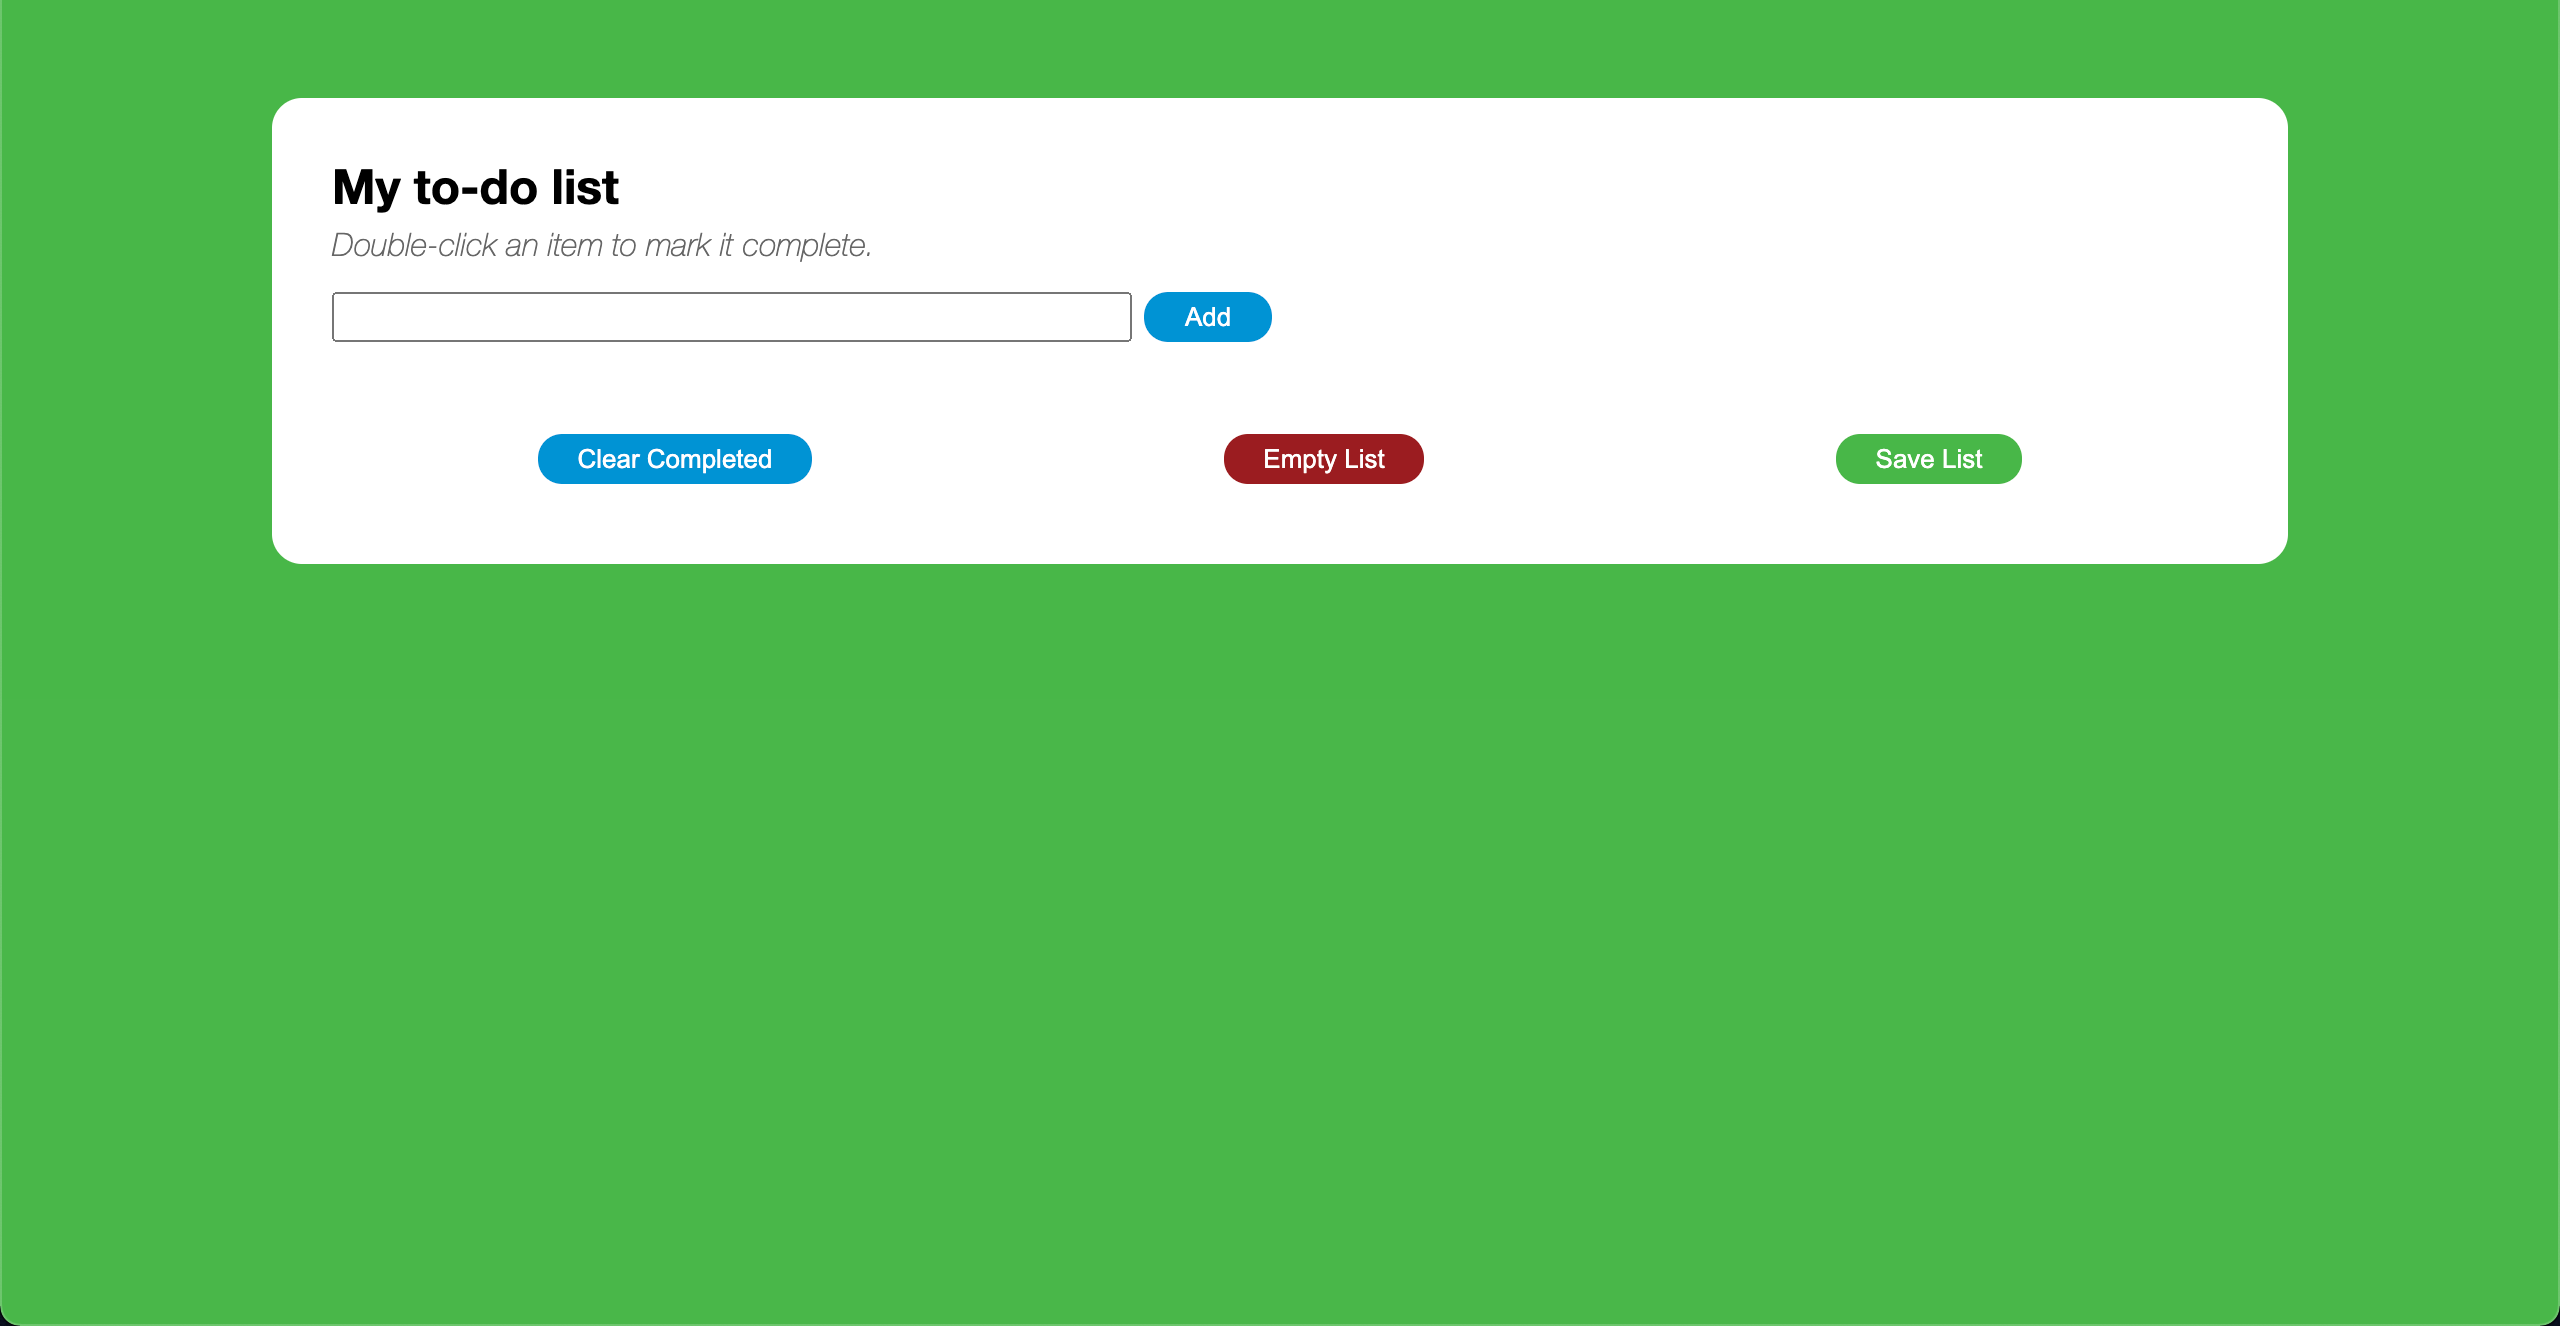 My to-do list
Double-click an item to mark it complete.
Add
Clear Completed Empty List Save List